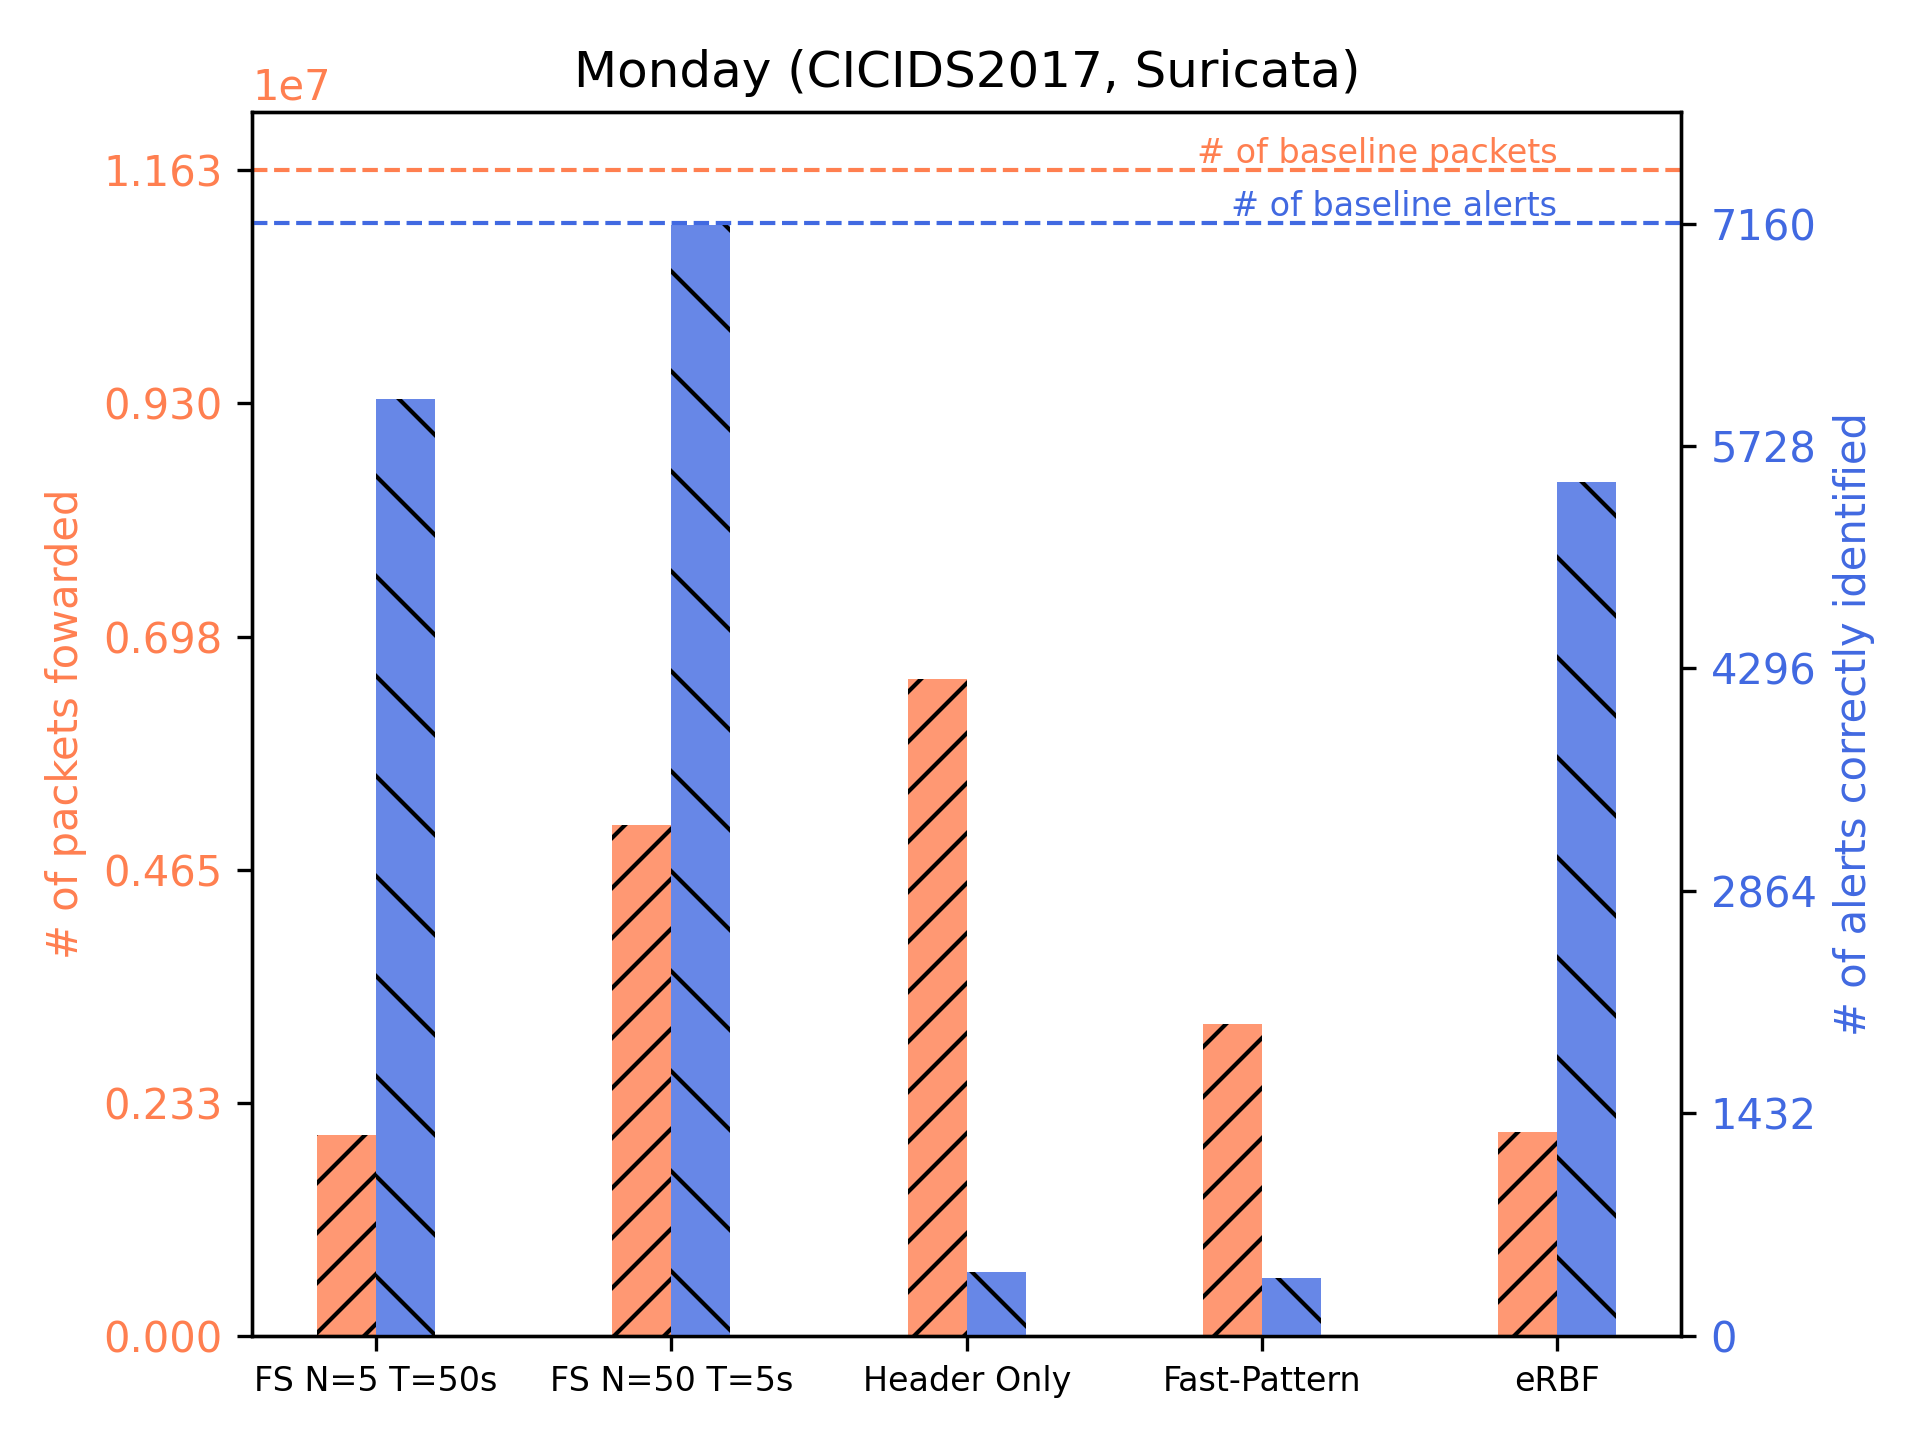 Monday (CICIDS2017, Suricata)
1e7
# of baseline packets
# of baseline alerts
1.163
0.930
0.698
0.465
0.233
0.000
# of packets fowarded
7160
5728
4296
2864
1432
0
# of alerts correctly identified
FS N=5 T=50s
FS N=50 T=5s
Header Only
Fast-Pattern
eRBF